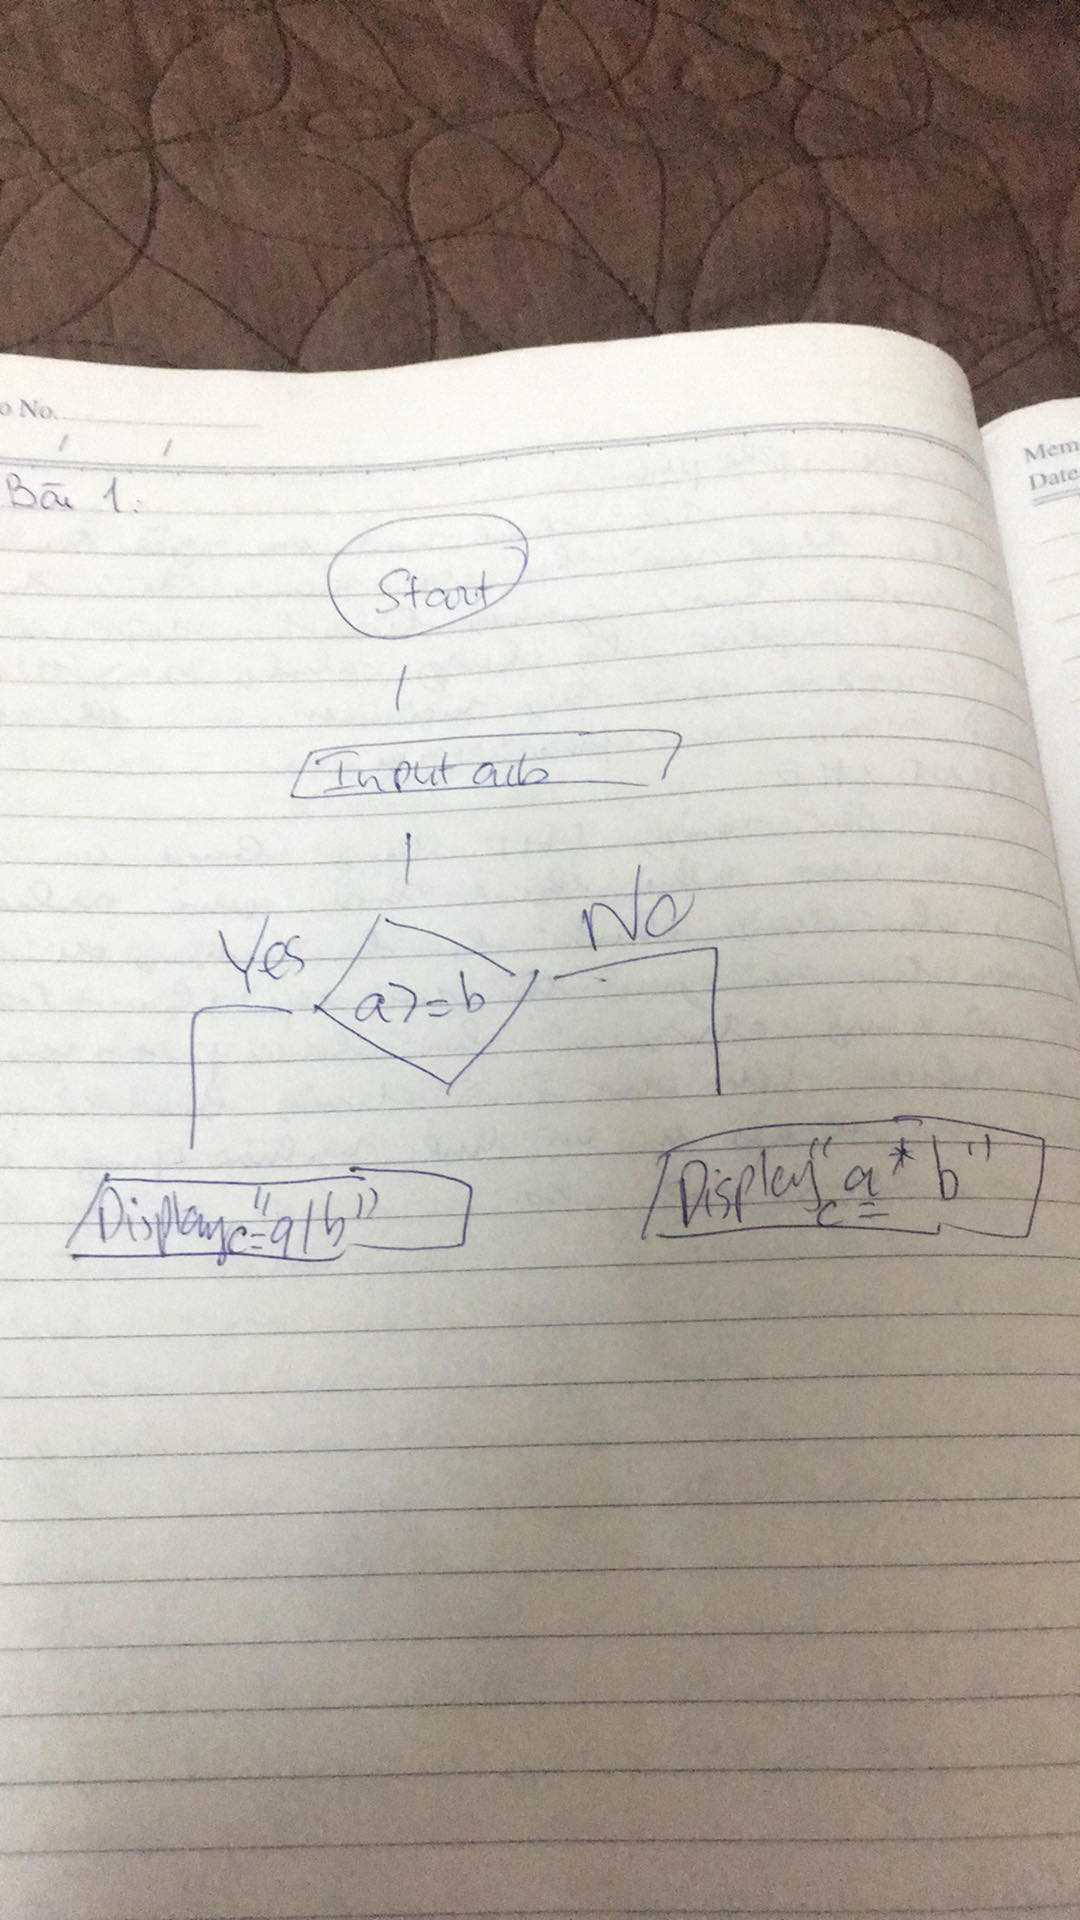 o No.
Mem
Date
Bài 1:
Start
Input a,b
Yes
No
a>=b
Display "c=a/b"
Display "c=a*b"